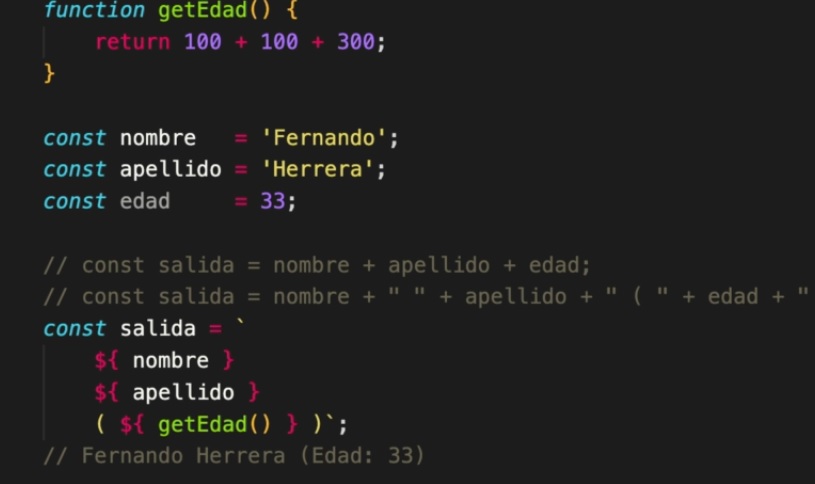 function getEdad() {
    return 100 + 100 + 300;
}
const nombre   = 'Fernando';
const apellido = 'Herrera';
const edad     = 33;
// const salida = nombre + apellido + edad;
// const salida = nombre + " " + apellido + " ( " + edad + "
const salida = `
    ${ nombre }
    ${ apellido }
    ( ${ getEdad() } )`;
// Fernando Herrera (Edad: 33)